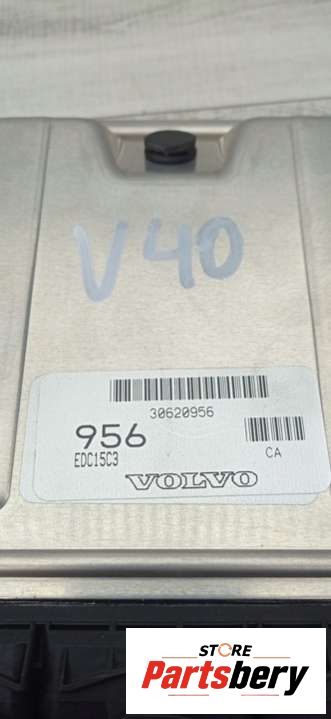 V40
30620956
956
EDC15C3
CA
VOLVO
STORE
Partsbery